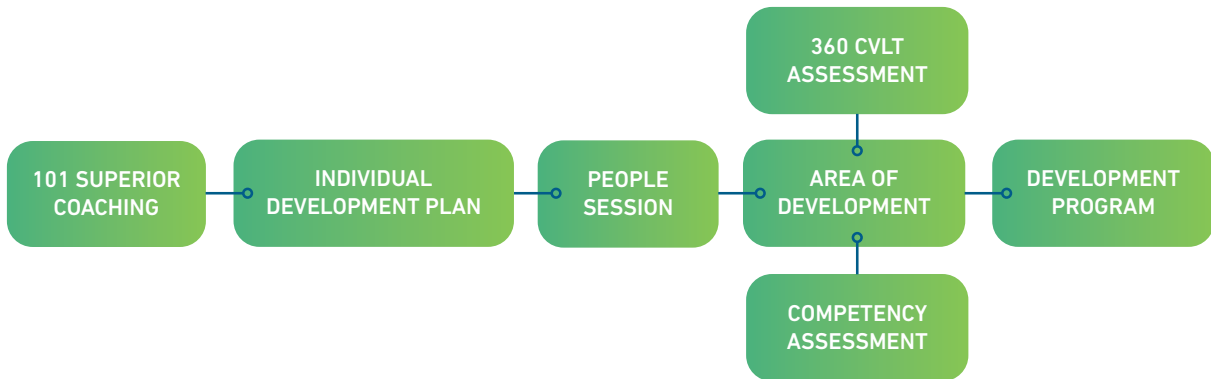 360 CVLT
ASSESSMENT
101 SUPERIOR
COACHING
INDIVIDUAL
DEVELOPMENT PLAN
PEOPLE
SESSION
AREA OF
DEVELOPMENT
DEVELOPMENT
PROGRAM
COMPETENCY
ASSESSMENT